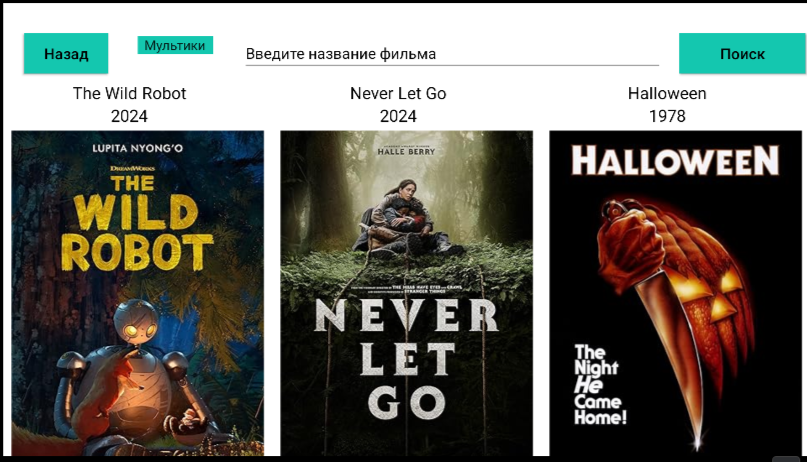 Назад
Мультики
Введите название фильма
Поиск
The Wild Robot
2024
Never Let Go
2024
Halloween
1978
LUPITA NYONG'O
DREAMWORKS
THE
WILD
ROBOT
HALLE BERRY
NEVER
LET
GO
HALLOWEEN
The
Night
He
Came
Home!